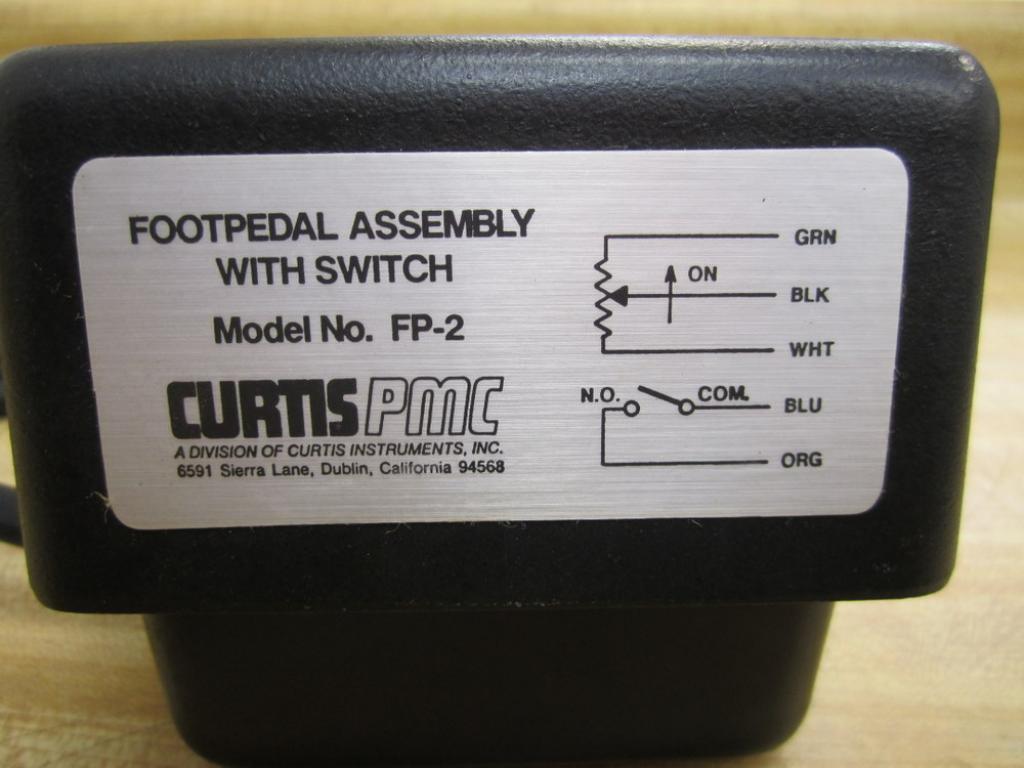 FOOTPEDAL ASSEMBLY
WITH SWITCH
Model No. FP-2
CURTIS PMC
A DIVISION OF CURTIS INSTRUMENTS, INC.
6591 Sierra Lane, Dublin, California 94568
GRN
ON
BLK
WHT
N.O.
COM.
BLU
ORG